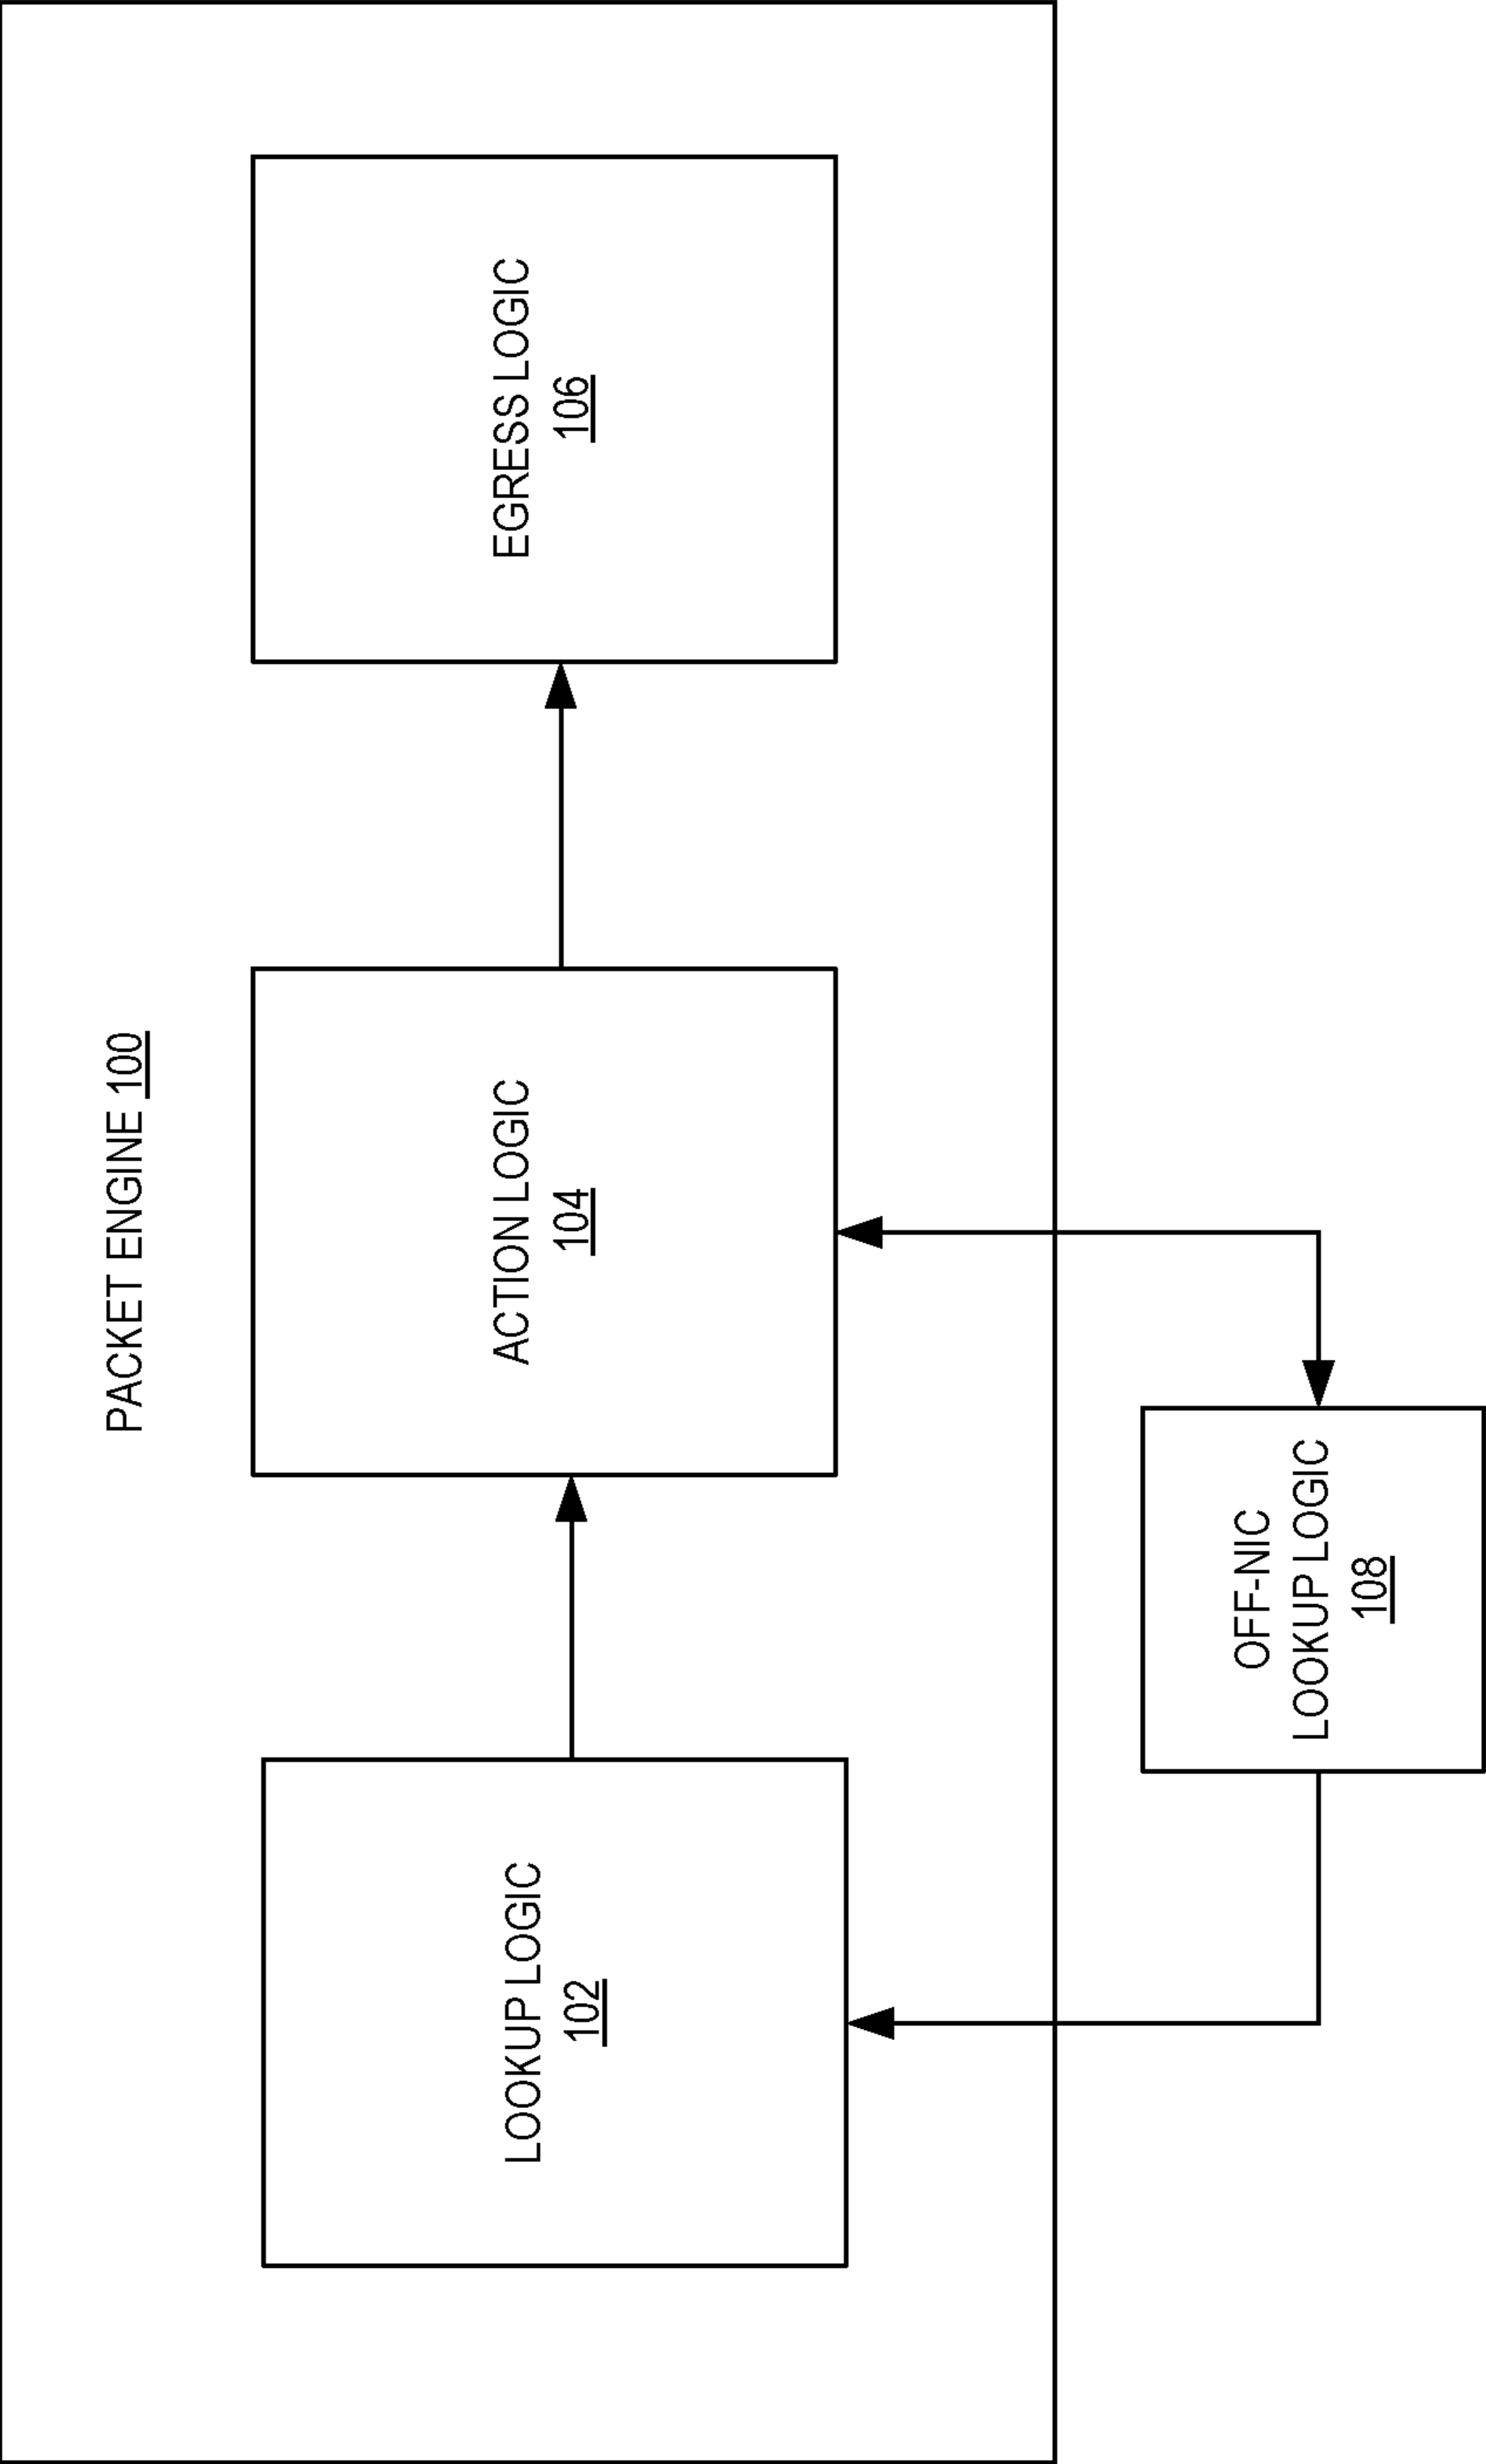 PACKET ENGINE 100
LOOKUP LOGIC
102
ACTION LOGIC
104
EGRESS LOGIC
106
OFF-NIC
LOOKUP LOGIC
108